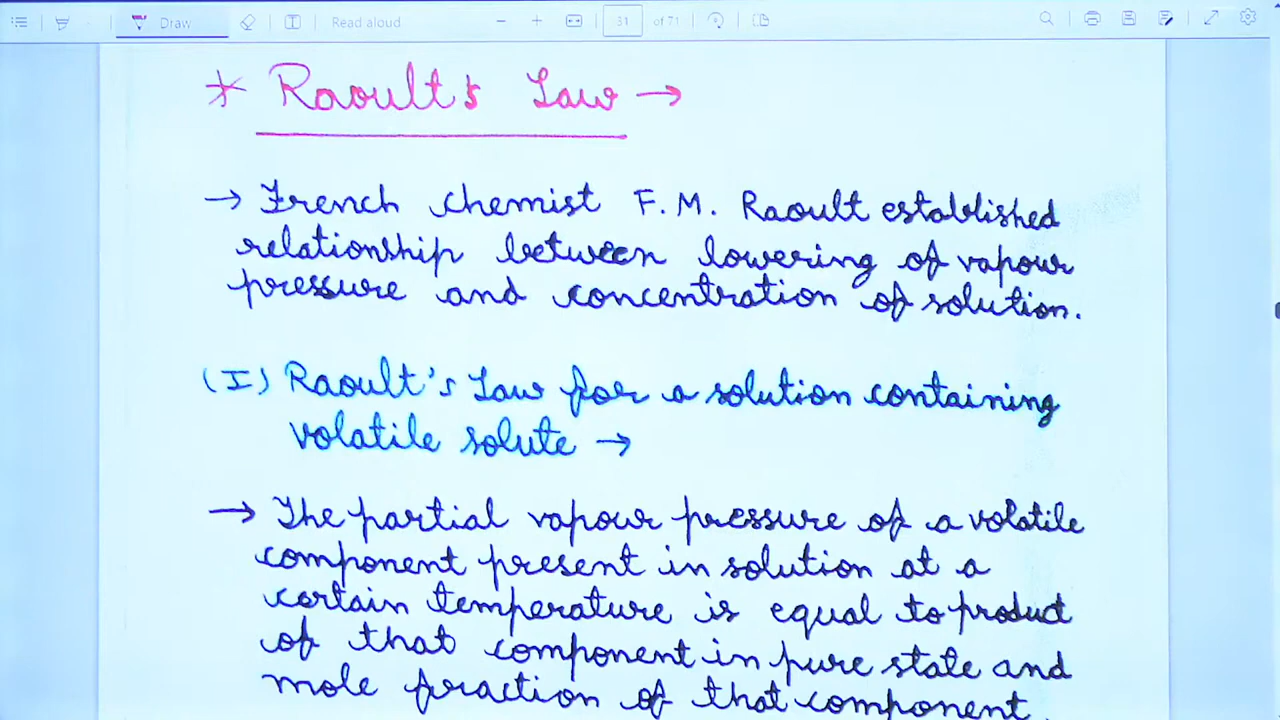 Draw
Read aloud
31
of 71
* Raoult's Law →
→ French chemist F.M. Raoult established
relationship between lowering of vapour
pressure and concentration of solution.
(I) Raoult's Law for a solution containing
volatile solute →
→ The partial vapour pressure of a volatile
component present in solution at a
certain temperature is equal to product
of that component in pure state and
mole fraction of that component.